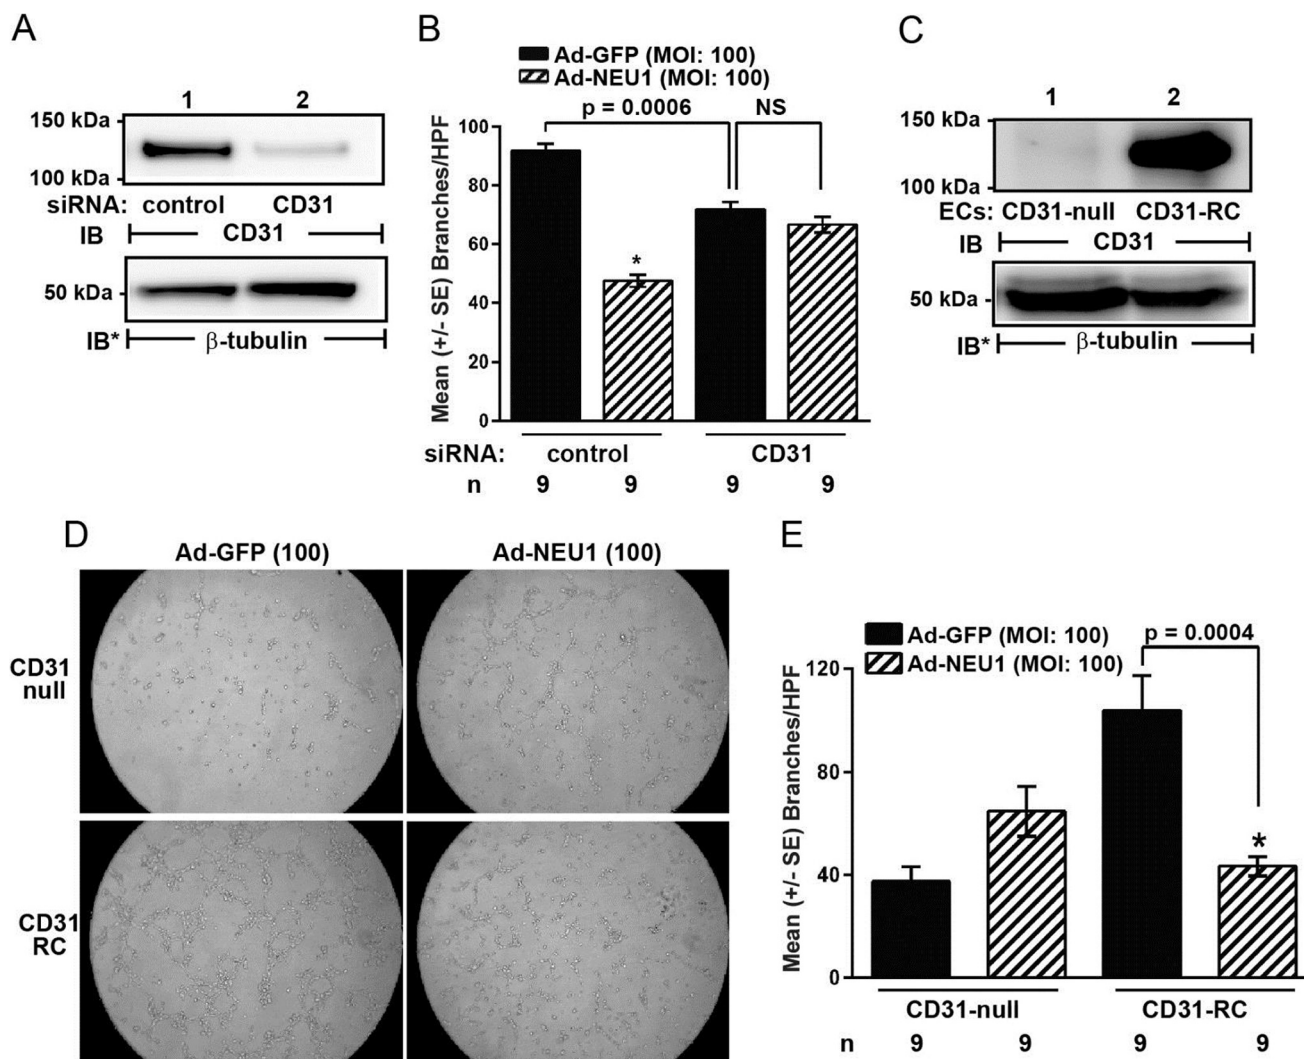 A
1 2
150 kDa
100 kDa
siRNA: control CD31
IB CD31
50 kDa
IB* β-tubulin
B
Ad-GFP (MOI: 100)
Ad-NEU1 (MOI: 100)
p = 0.0006 NS
Mean (+/- SE) Branches/HPF
100
80
60
40
20
0
*
siRNA: control CD31
n 9 9 9 9
C
1 2
150 kDa
100 kDa
ECs: CD31-null CD31-RC
IB CD31
50 kDa
IB* β-tubulin
D
Ad-GFP (100) Ad-NEU1 (100)
CD31
null
CD31
RC
E
Ad-GFP (MOI: 100)
Ad-NEU1 (MOI: 100)
p = 0.0004
Mean (+/- SE) Branches/HPF
120
80
40
0
*
CD31-null CD31-RC
n 9 9 9 9